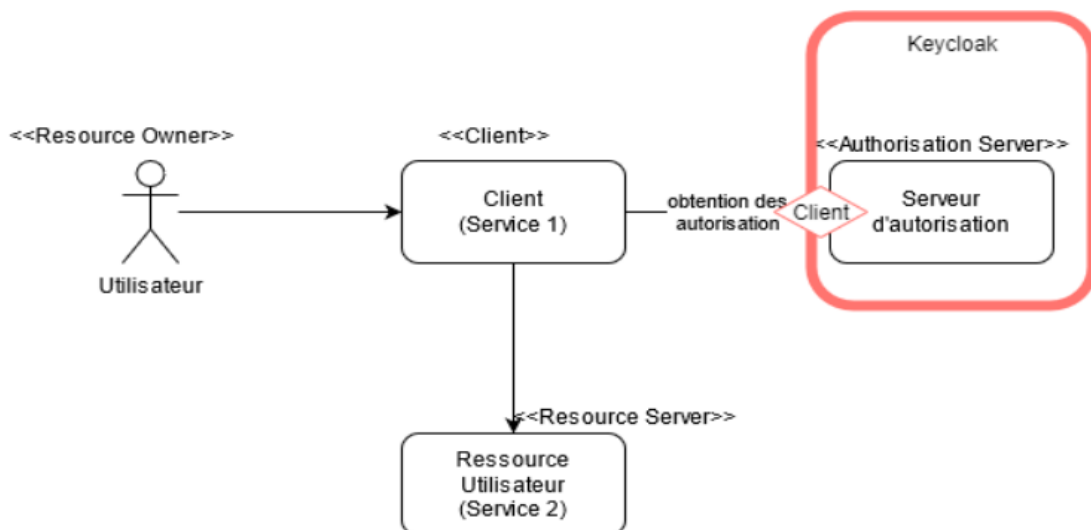 Keycloak
<<Resource Owner>>
<<Client>>
<<Authorisation Server>>
Client
(Service 1)
obtention des
autorisation
Client
Serveur
d'autorisation
Utilisateur
<<Resource Server>>
Ressource
Utilisateur
(Service 2)